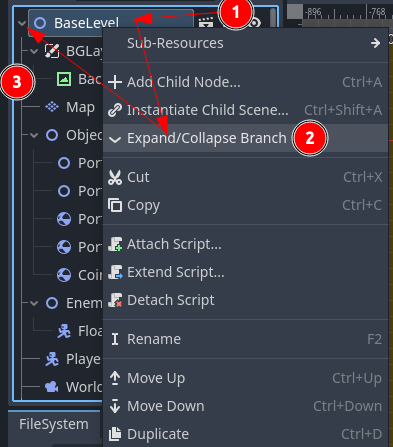 BaseLevel
1
-896
-768
BGLay
Sub-Resources
3
Bac
Add Child Node... Ctrl+A
Map
Instantiate Child Scene... Ctrl+Shift+A
Objec
Expand/Collapse Branch
2
Por
Cut Ctrl+X
Por
Copy Ctrl+C
Por
Por
Attach Script...
Coi
Extend Script...
Enem
Detach Script
Floa
Rename F2
Playe
Move Up Ctrl+Up
World
Move Down Ctrl+Down
FileSystem
Duplicate Ctrl+D